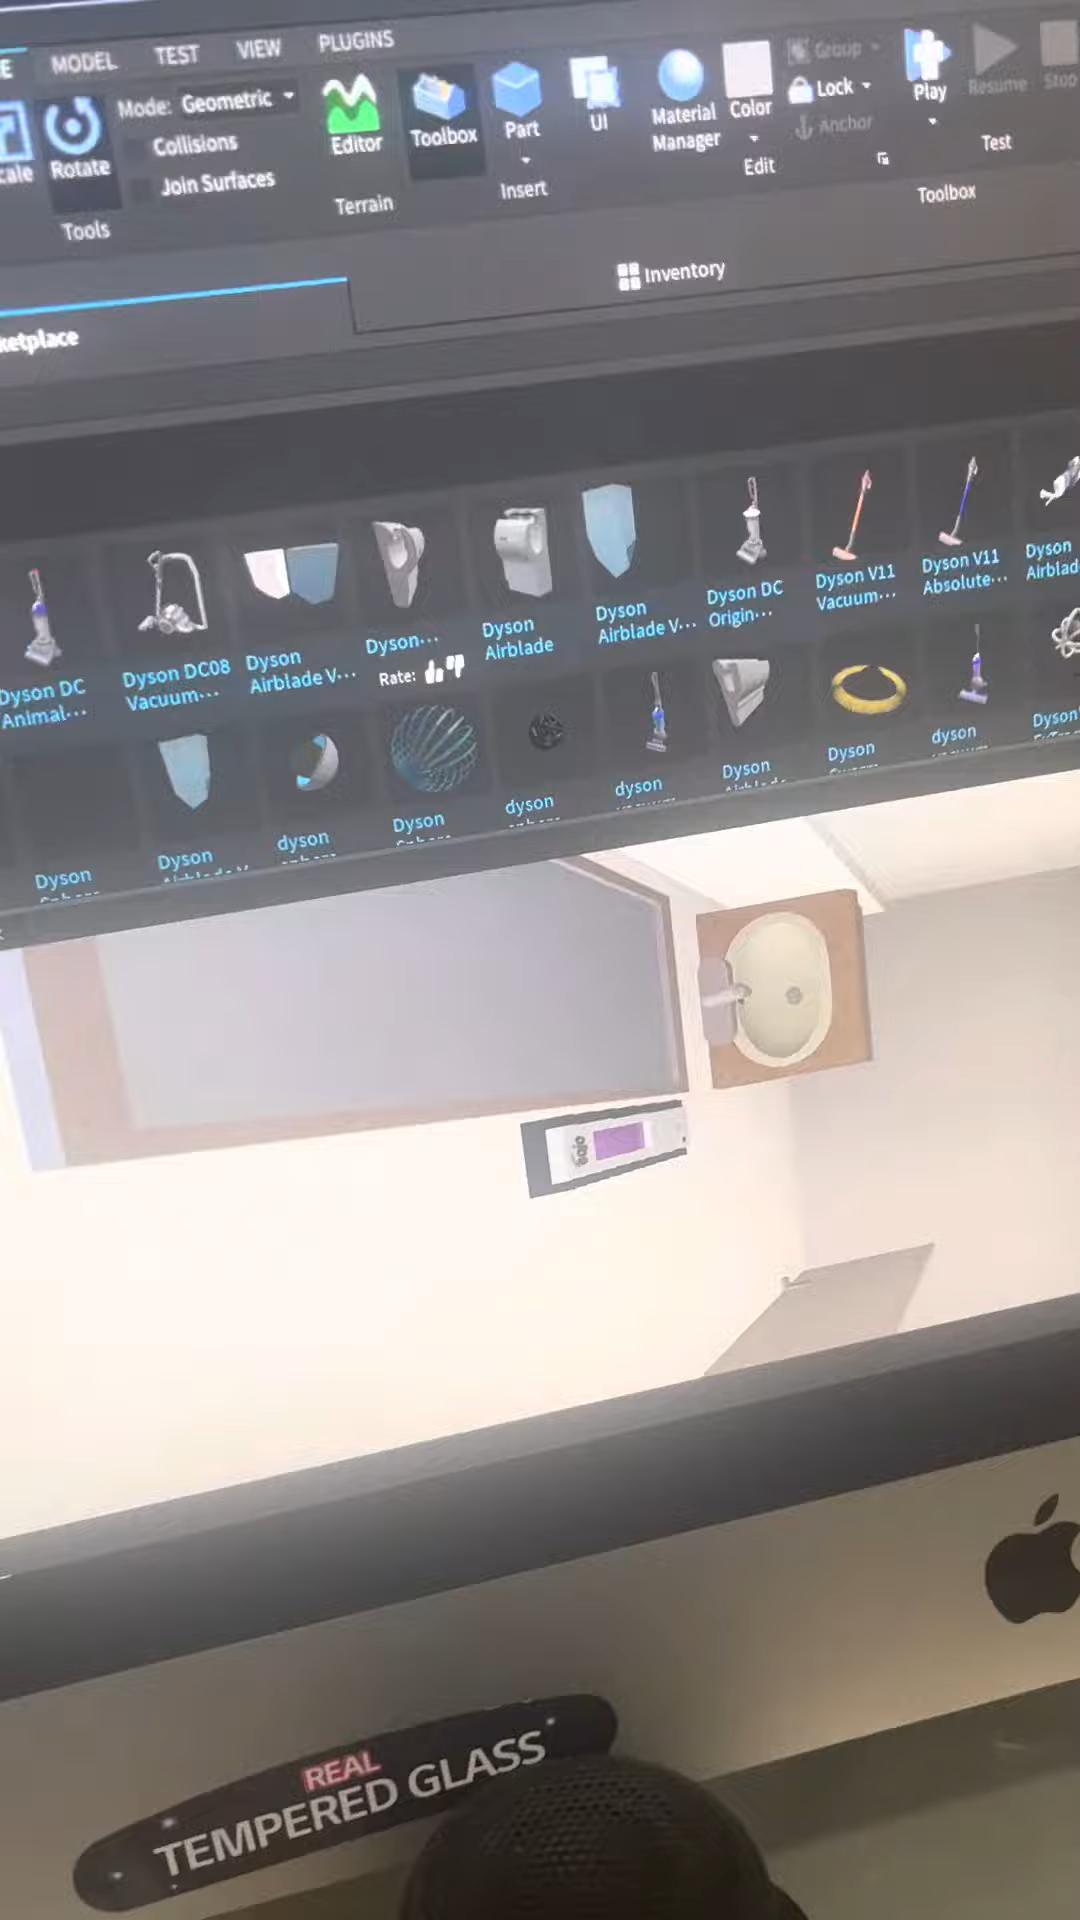 MODEL TEST VIEW PLUGINS
Rotate
Mode: Geometric
Collisions
Join Surfaces
Tools
Editor
Terrain
Toolbox
Part
Insert
UI
Material
Manager
Color
Edit
Group
Lock
Anchor
Play
Resume
Stop
Test
Toolbox
Inventory
Dyson DC
Animal...
Dyson DC08
Vacuum...
Dyson
Airblade V...
Dyson...
Rate:
Dyson
Airblade
Dyson
Airblade V...
Dyson DC
Origin...
Dyson V11
Vacuum...
Dyson V11
Absolute...
Dyson
Airblade
Dyson
Dyson
dyson
Dyson
dyson
dyson
Dyson
Dyson
dyson
Dyson
GOJO
REAL
TEMPERED GLASS